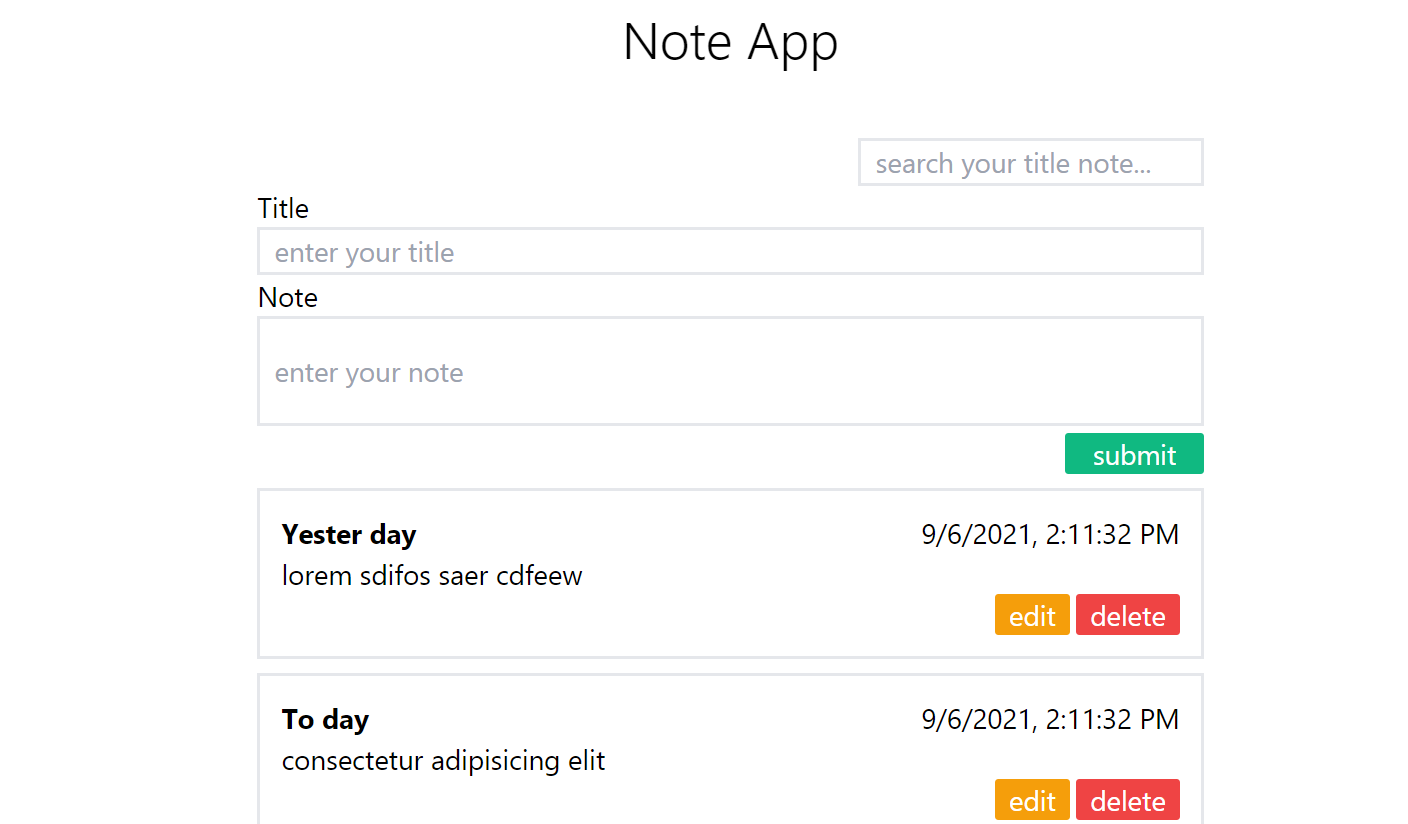 Note App
search your title note...
Title
enter your title
Note
enter your note
submit
Yester day 9/6/2021, 2:11:32 PM
lorem sdifos saer cdfeew
edit delete
To day 9/6/2021, 2:11:32 PM
consectetur adipisicing elit
edit delete